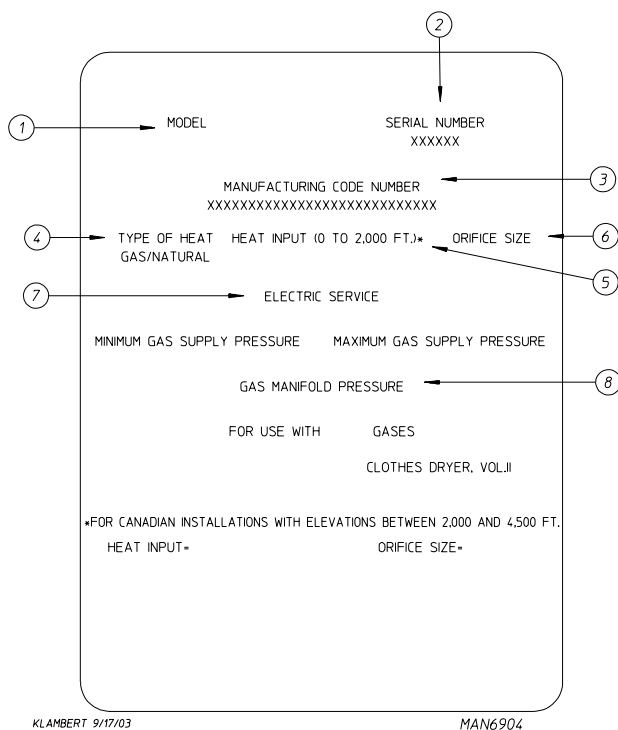 2
1
MODEL
SERIAL NUMBER
XXXXXX
3
MANUFACTURING CODE NUMBER
XXXXXXXXXXXXXXXXXXXXXXXXXXXX
4
TYPE OF HEAT HEAT INPUT (0 TO 2,000 FT.)* ORIFICE SIZE
6
GAS/NATURAL
5
7
ELECTRIC SERVICE
MINIMUM GAS SUPPLY PRESSURE MAXIMUM GAS SUPPLY PRESSURE
GAS MANIFOLD PRESSURE
8
FOR USE WITH GASES
CLOTHES DRYER, VOL.II
*FOR CANADIAN INSTALLATIONS WITH ELEVATIONS BETWEEN 2,000 AND 4,500 FT.
HEAT INPUT= ORIFICE SIZE=
KLAMBERT 9/17/03 MAN6904